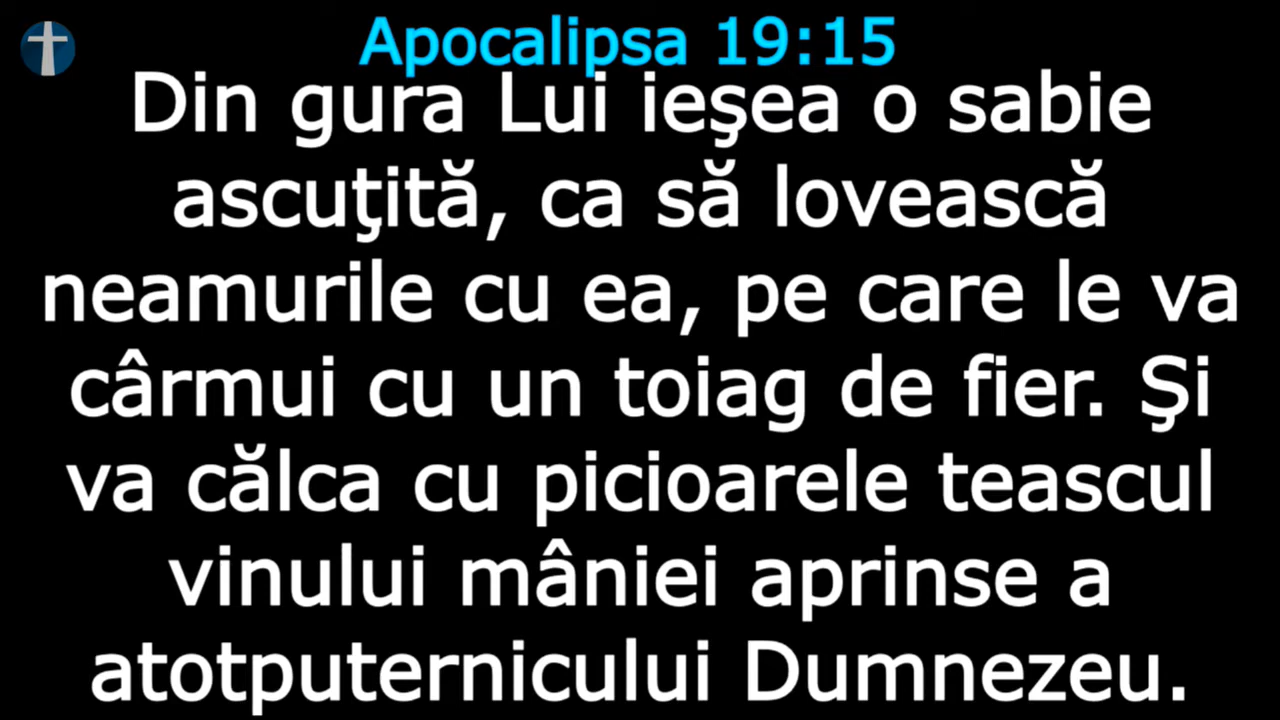 Apocalipsa 19:15
Din gura Lui ieşea o sabie
ascuţită, ca să lovească
neamurile cu ea, pe care le va
cârmui cu un toiag de fier. Şi
va călca cu picioarele teascul
vinului mâniei aprinse a
atotputernicului Dumnezeu.